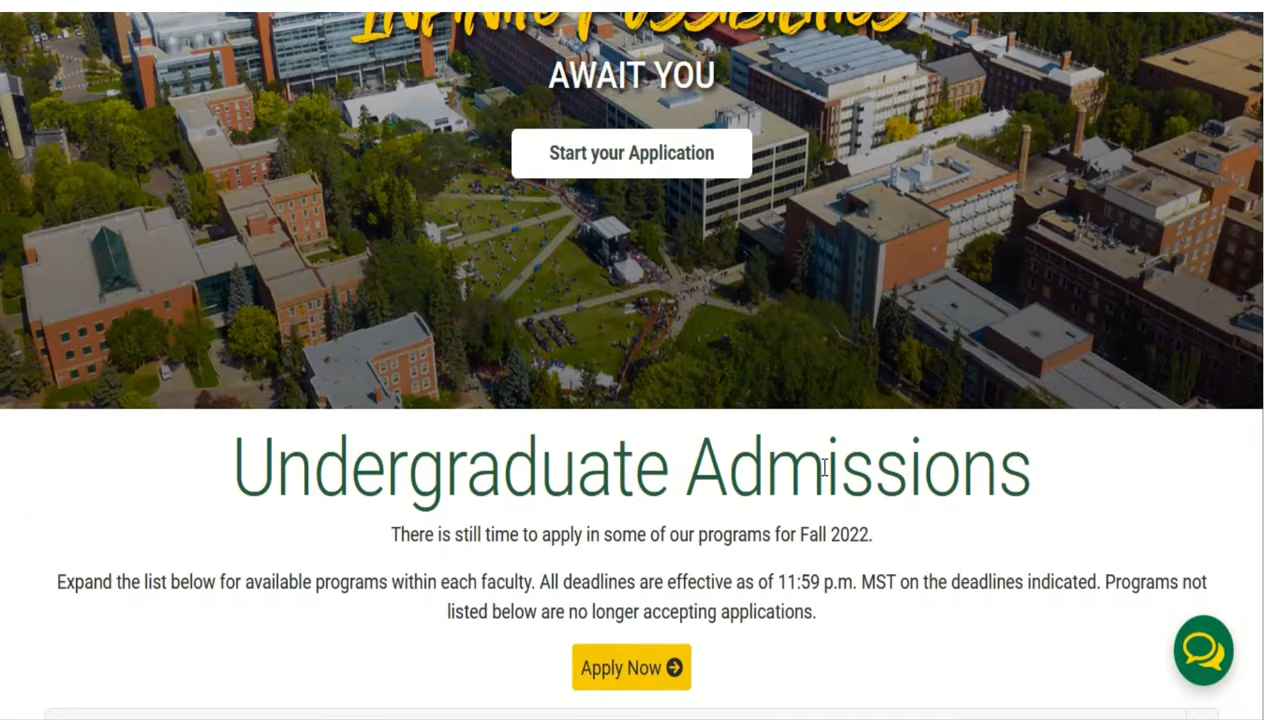 INFINITE POSSIBILITIES
AWAIT YOU
Start your Application
Undergraduate Admissions
There is still time to apply in some of our programs for Fall 2022.
Expand the list below for available programs within each faculty. All deadlines are effective as of 11:59 p.m. MST on the deadlines indicated. Programs not
listed below are no longer accepting applications.
Apply Now